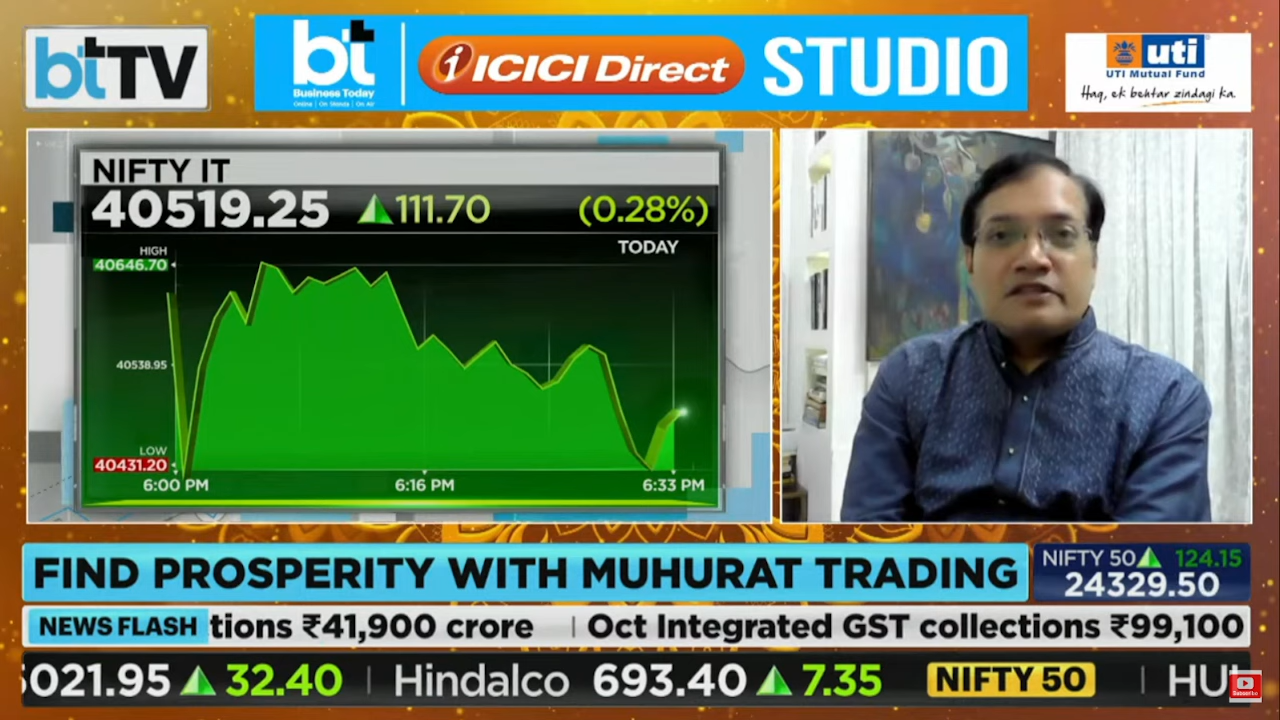 btTV
bt
Business Today
ICICI Direct
STUDIO
uti
UTI Mutual Fund
Haq, ek behtar zindagi ka.
NIFTY IT
40519.25 ▲111.70 (0.28%)
TODAY
HIGH
40646.70
40538.95
LOW
40431.20
6:00 PM 6:16 PM 6:33 PM
FIND PROSPERITY WITH MUHURAT TRADING
NIFTY 50▲ 124.15
24329.50
NEWS FLASH tions ₹41,900 crore | Oct Integrated GST collections ₹99,100
5021.95 ▲ 32.40 | Hindalco 693.40 ▲ 7.35 NIFTY 50 | HU
Subscribe